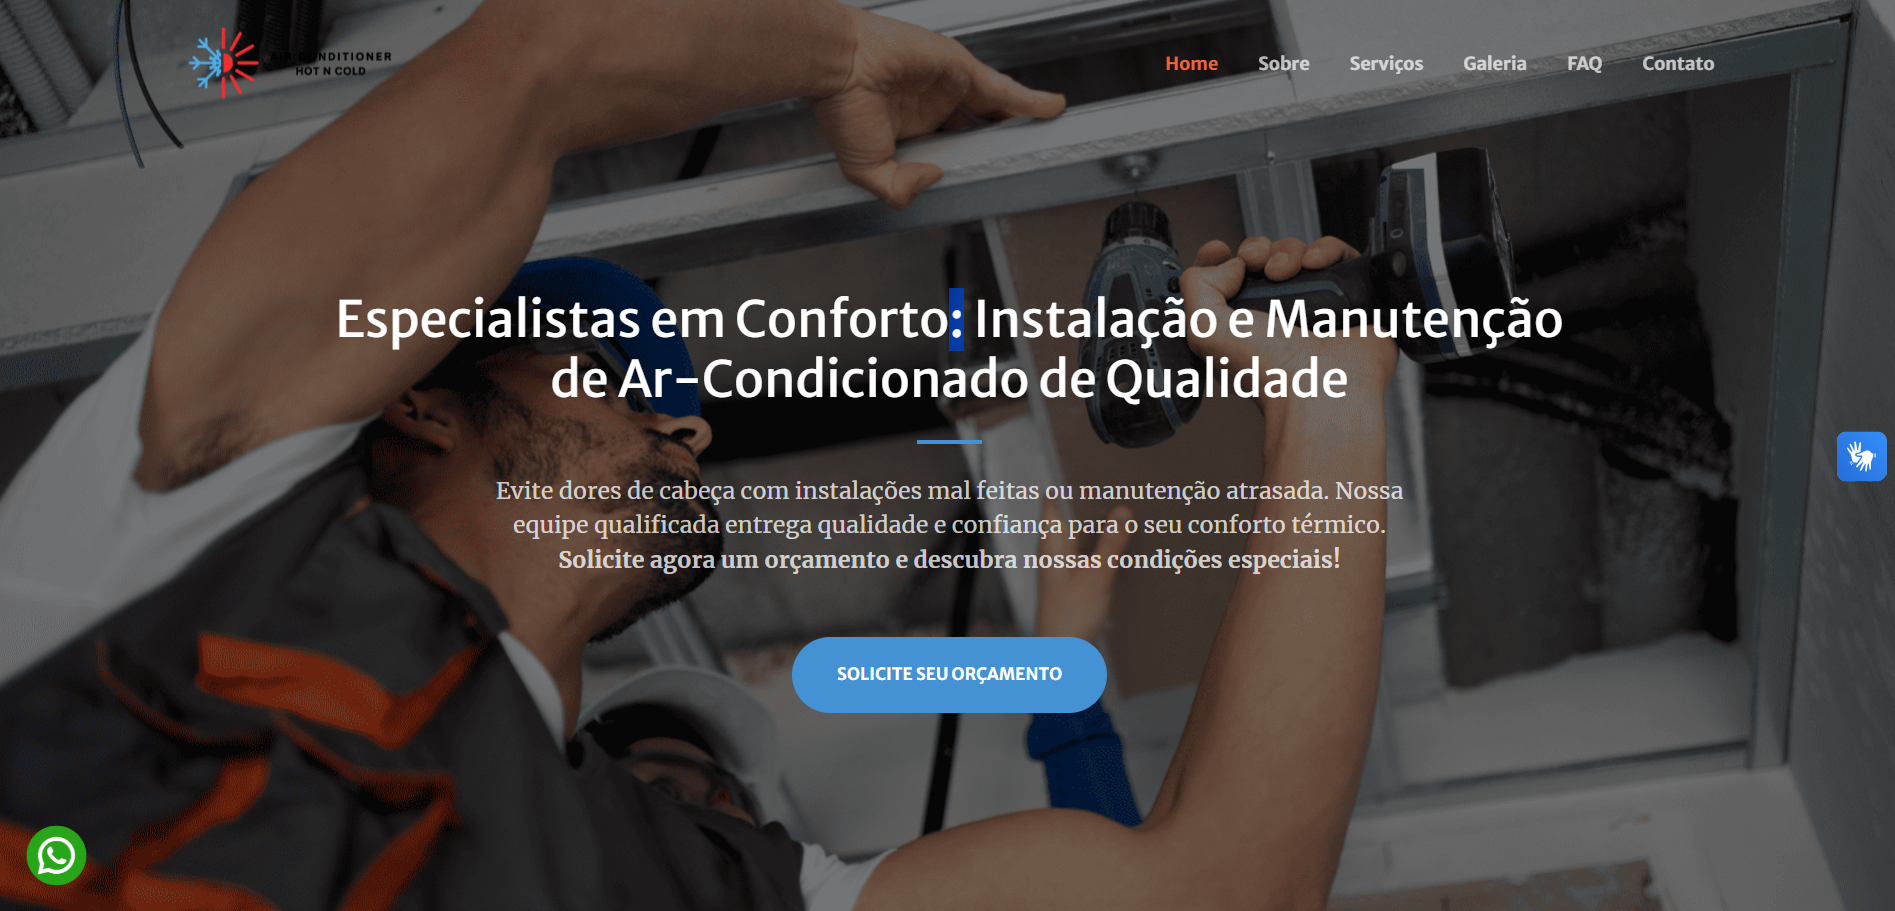 AIR CONDITIONER
HOT N COLD
Home Sobre Serviços Galeria FAQ Contato
Especialistas em Conforto: Instalação e Manutenção
de Ar-Condicionado de Qualidade
Evite dores de cabeça com instalações mal feitas ou manutenção atrasada. Nossa
equipe qualificada entrega qualidade e confiança para o seu conforto térmico.
Solicite agora um orçamento e descubra nossas condições especiais!
SOLICITE SEU ORÇAMENTO